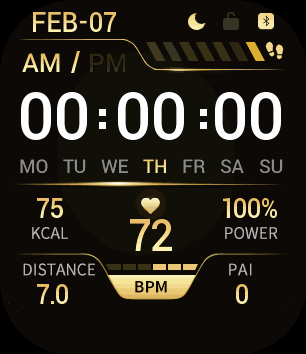 FEB-07
AM / PM
00:00:00
MO TU WE TH FR SA SU
75
KCAL
72
100%
POWER
DISTANCE
7.0
BPM
PAI
0